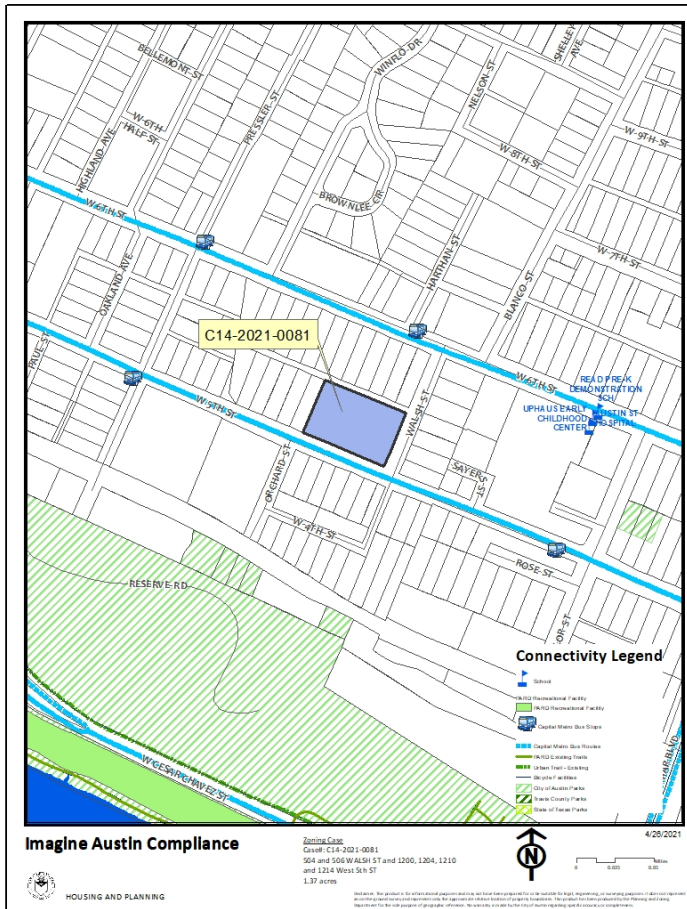 BELLEMONT ST
WINFLO DR
NELSON ST
SHELLEY
AVE
W 6TH
HALF ST
PRESSLER ST
W 9TH ST
HIGHLAND AVE
W 8TH ST
BROWNLEE CIR
W 6TH ST
HARTHAN ST
W 7TH ST
OAKLAND AVE
BLANCO ST
C14-2021-0081
PAUL ST
W 6TH ST
READ PRE-K
DEMONSTRATION
SCH
UPHAUS EARLY
CHILDHOOD
CENTER
AUSTIN ST
HOSPITAL
W 5TH ST
WALSH ST
SAYERS
ST
ORCHARD ST
W 4TH ST
ROSE ST
RESERVE RD
OR ST
Connectivity Legend
School
PARD Recreational Facility
PARD Recreational Facility
Capital Metro Bus Stops
Capital Metro Bus Routes
PARD Existing Trails
Urban Trail - Existing
Bicycle Facilities
City of Austin Parks
Travis County Parks
State of Texas Parks
AR BLVD
W CESAR CHAVEZ ST
Imagine Austin Compliance
Zoning Case
Case#: C14-2021-0081
504 and 506 WALSH ST and 1200, 1204, 1210
and 1214 West 5th ST
1.37 acres
4/26/2021
N
Miles
HOUSING AND PLANNING